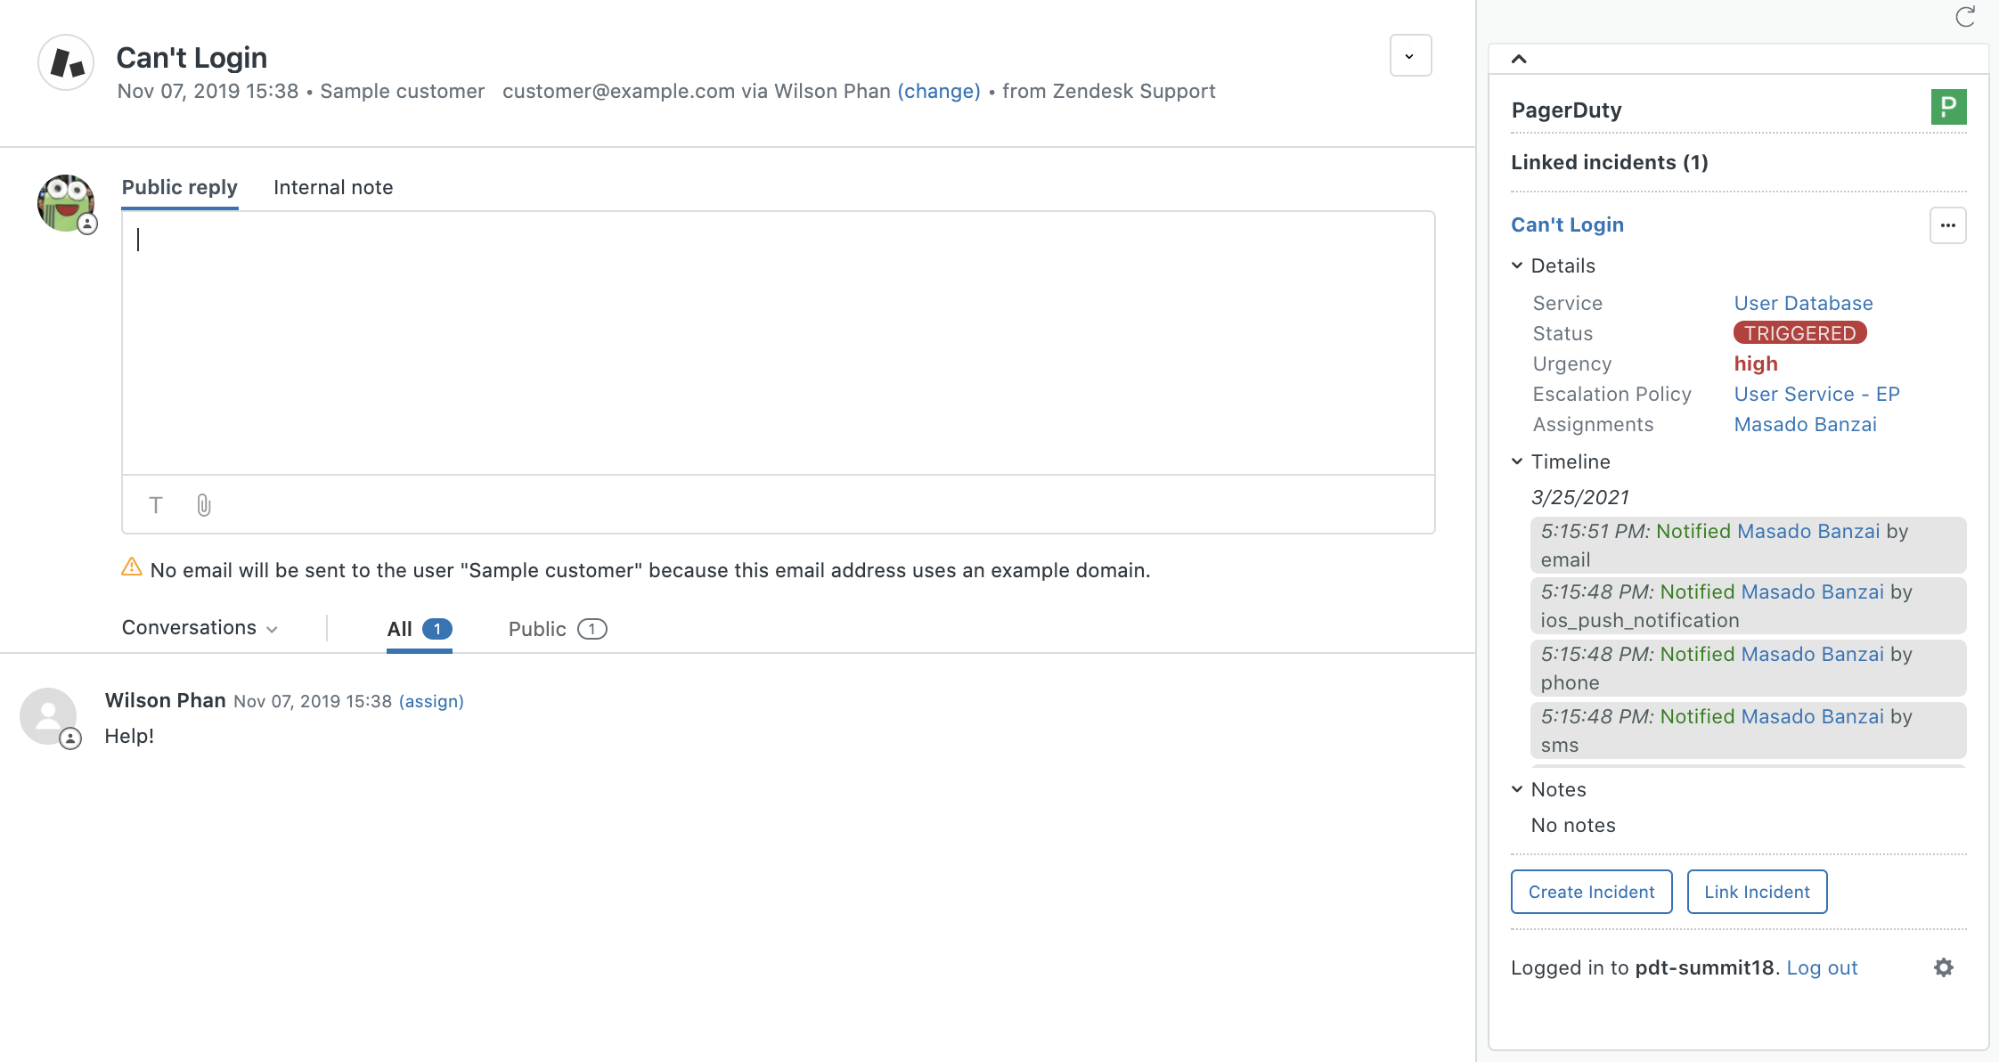 Can't Login
Nov 07, 2019 15:38 • Sample customer customer@example.com via Wilson Phan (change) • from Zendesk Support
Public reply Internal note
T
No email will be sent to the user "Sample customer" because this email address uses an example domain.
Conversations All 1 Public 1
Wilson Phan Nov 07, 2019 15:38 (assign)
Help!
PagerDuty P
Linked incidents (1)
Can't Login
Details
Service User Database
Status TRIGGERED
Urgency high
Escalation Policy User Service - EP
Assignments Masado Banzai
Timeline
3/25/2021
5:15:51 PM: Notified Masado Banzai by
email
5:15:48 PM: Notified Masado Banzai by
ios_push_notification
5:15:48 PM: Notified Masado Banzai by
phone
5:15:48 PM: Notified Masado Banzai by
sms
Notes
No notes
Create Incident Link Incident
Logged in to pdt-summit18. Log out